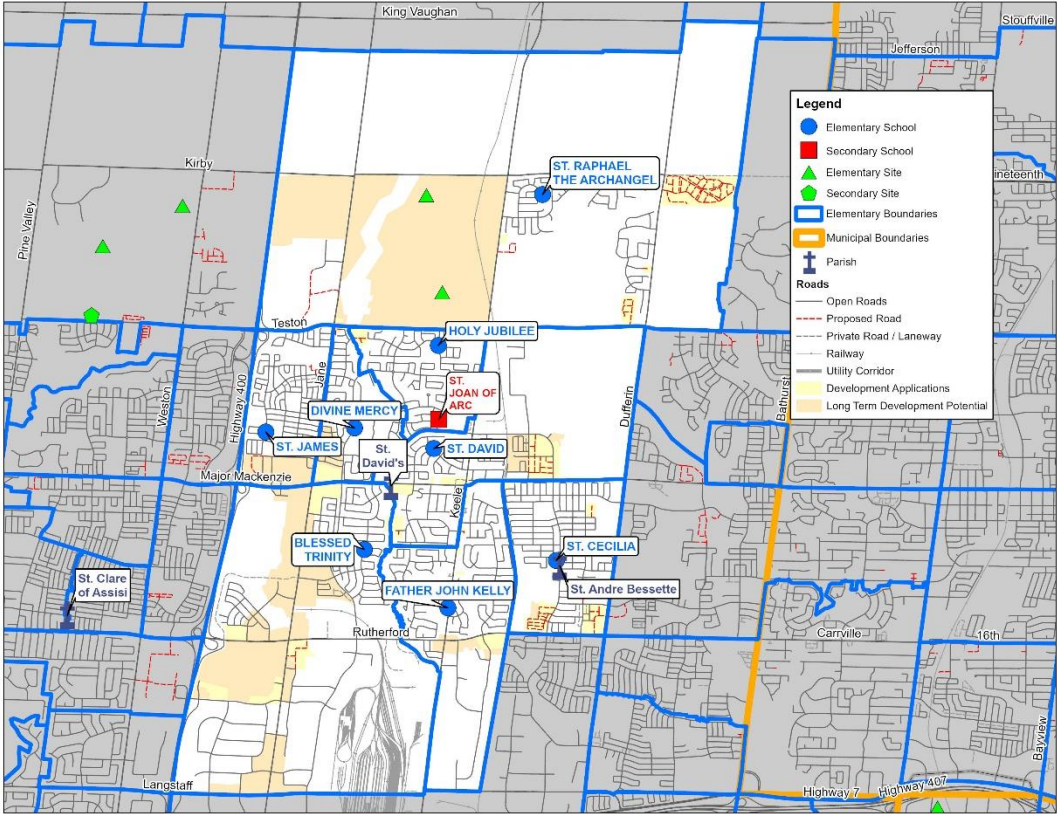 King Vaughan
Stouffville
Jefferson
Kirby
ineteenth
Pine Valley
ST. RAPHAEL
THE ARCHANGEL
Legend
Elementary School
Secondary School
Elementary Site
Secondary Site
Elementary Boundaries
Municipal Boundaries
Parish
Roads
Open Roads
Proposed Road
Private Road / Laneway
Railway
Utility Corridor
Development Applications
Long Term Development Potential
Teston
HOLY JUBILEE
Weston
Highway 400
Jane
Dufferin
Bathurst
ST.
JOAN OF
ARC
DIVINE MERCY
ST. JAMES
St.
David's
ST. DAVID
Major Mackenzie
Keele
BLESSED
TRINITY
ST. CECILIA
St. Clare
of Assisi
FATHER JOHN KELLY
St. Andre Bessette
Rutherford
Carrville
16th
Bayview
Langstaff
Highway 7
Highway 407